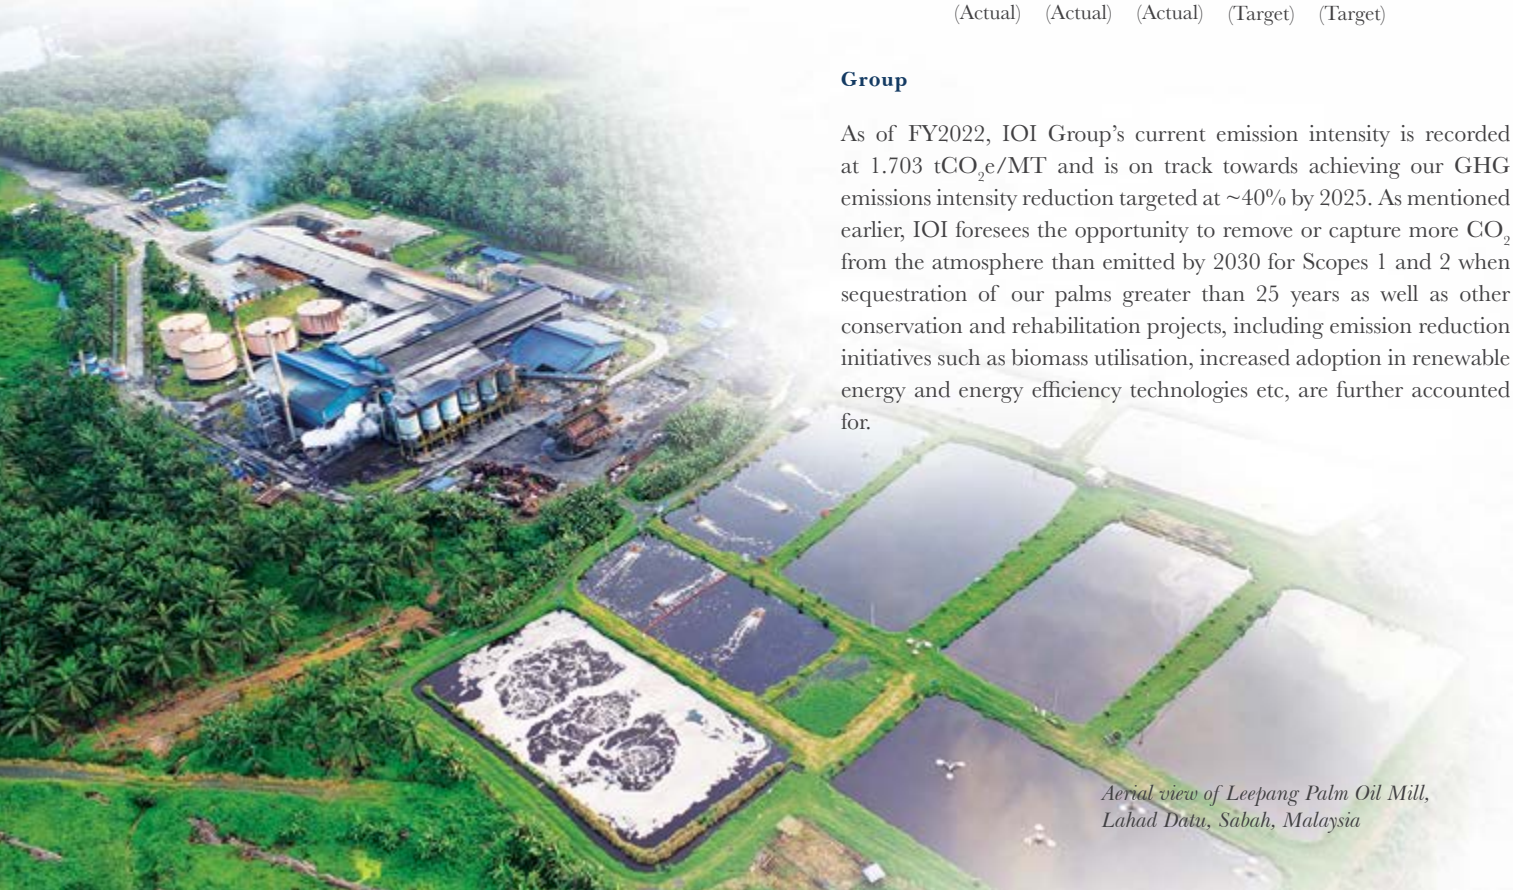 (Actual) (Actual) (Actual) (Target) (Target)
Group
As of FY2022, IOI Group’s current emission intensity is recorded
at 1.703 tCO₂e/MT and is on track towards achieving our GHG
emissions intensity reduction targeted at ~40% by 2025. As mentioned
earlier, IOI foresees the opportunity to remove or capture more CO₂
from the atmosphere than emitted by 2030 for Scopes 1 and 2 when
sequestration of our palms greater than 25 years as well as other
conservation and rehabilitation projects, including emission reduction
initiatives such as biomass utilisation, increased adoption in renewable
energy and energy efficiency technologies etc, are further accounted
for.
Aerial view of Leepang Palm Oil Mill,
Lahad Datu, Sabah, Malaysia